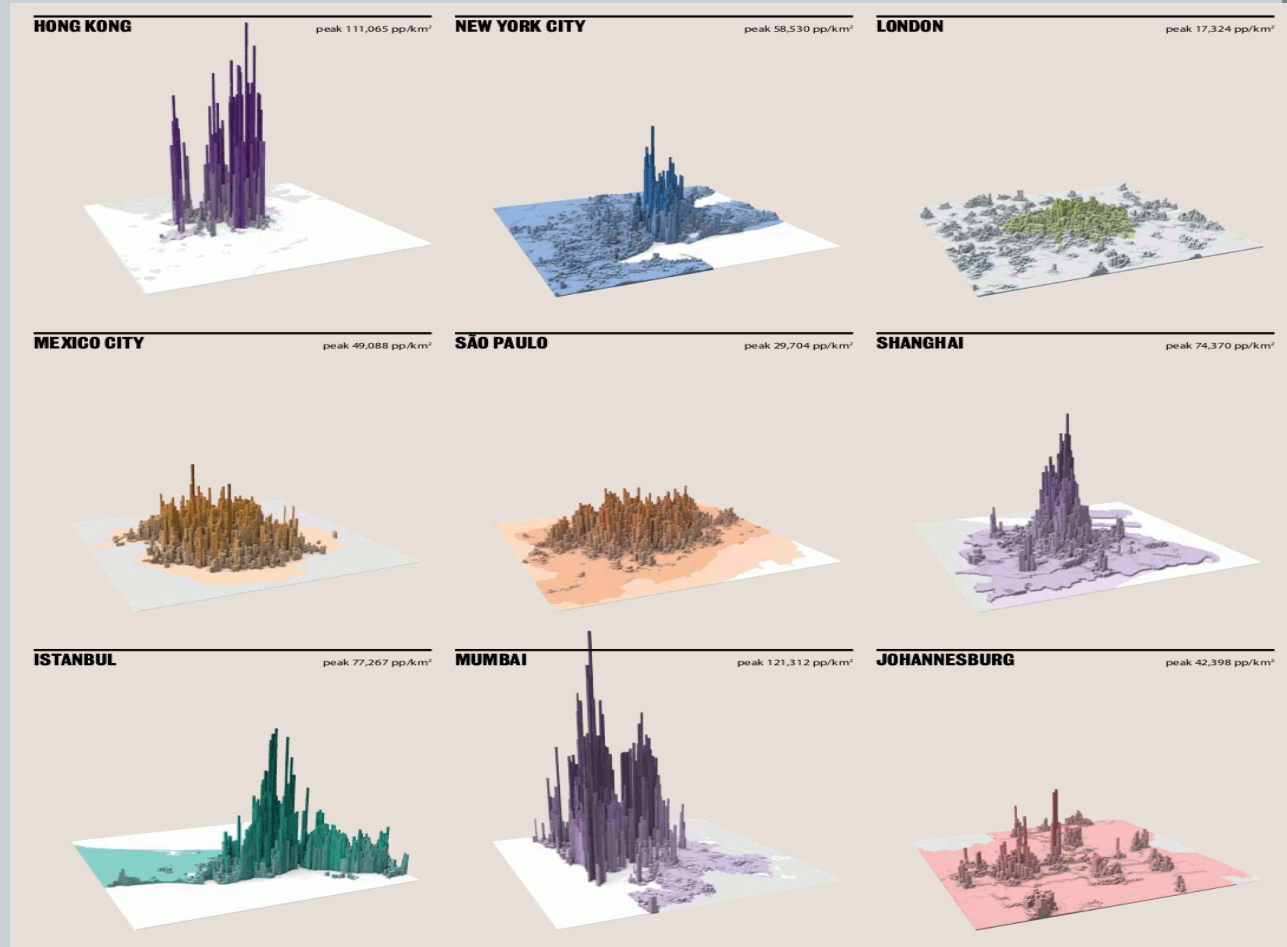 HONG KONG peak 111,065 pp/km²
NEW YORK CITY peak 58,530 pp/km²
LONDON peak 17,324 pp/km²
MEXICO CITY peak 49,088 pp/km²
SÃO PAULO peak 29,704 pp/km²
SHANGHAI peak 74,370 pp/km²
ISTANBUL peak 77,267 pp/km²
MUMBAI peak 121,312 pp/km²
JOHANNESBURG peak 42,398 pp/km²